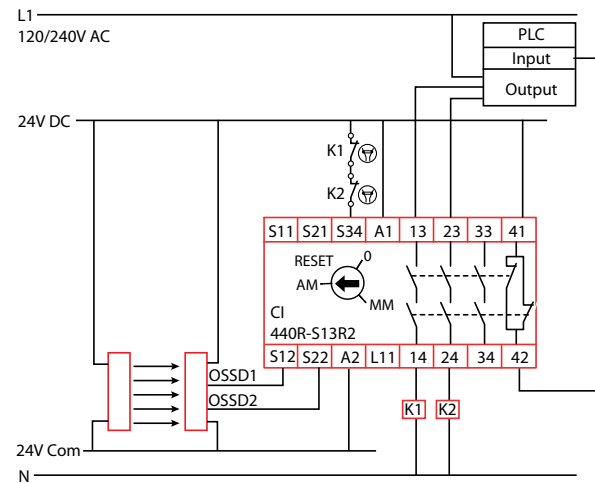 L1
120/240V AC
PLC
Input
Output
24V DC
K1
K2
S11 S21 S34 A1 13 23 33 41
RESET 0
AM
MM
CI
440R-S13R2
S12 S22 A2 L11 14 24 34 42
OSSD1
OSSD2
K1 K2
24V Com
N